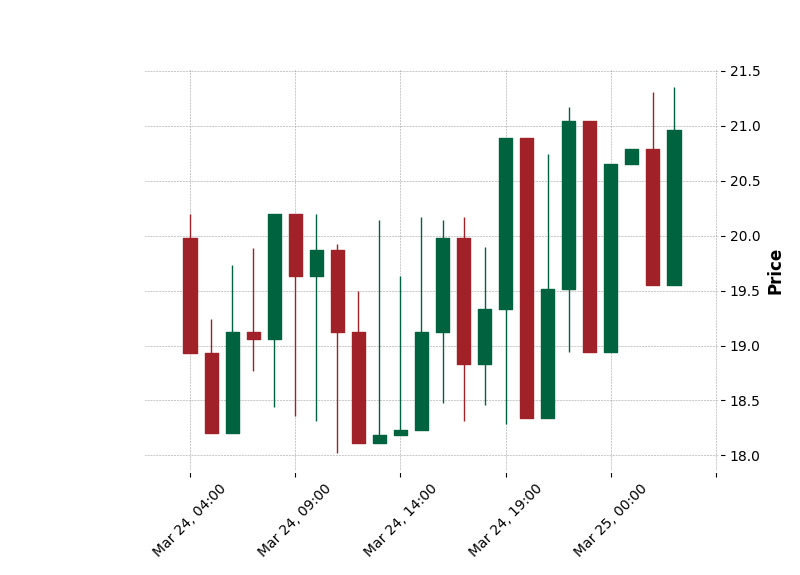 21.5
21.0
20.5
20.0
19.5
19.0
18.5
18.0
Price
Mar 24, 04:00
Mar 24, 09:00
Mar 24, 14:00
Mar 24, 19:00
Mar 25, 00:00